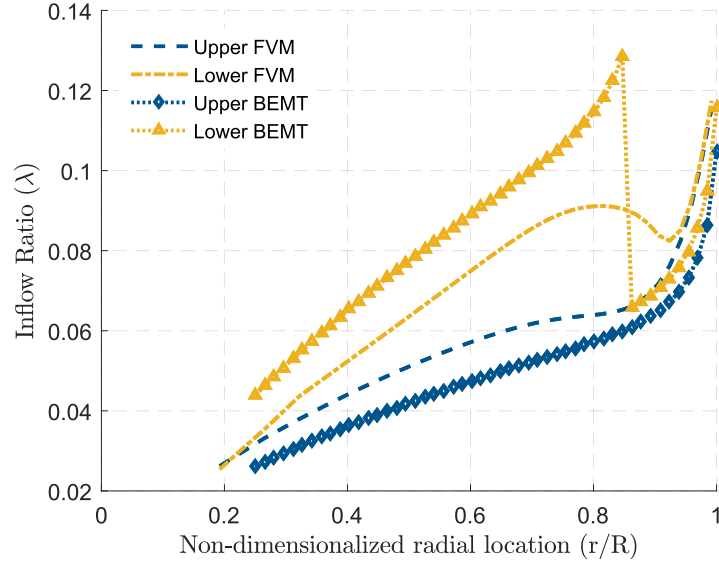 0.14
0.12
0.1
0.08
0.06
0.04
0.02
Inflow Ratio (λ)
Upper FVM
Lower FVM
Upper BEMT
Lower BEMT
0
0.2
0.4
0.6
0.8
1
Non-dimensionalized radial location (r/R)